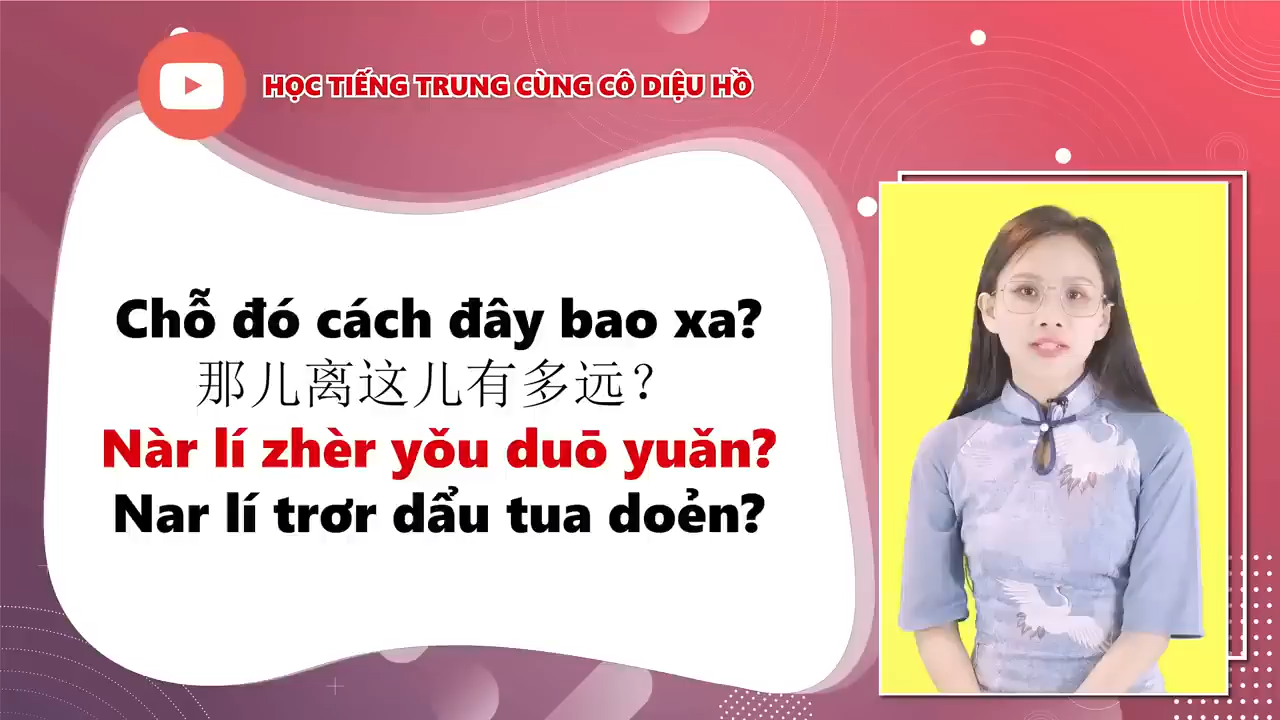 HỌC TIẾNG TRUNG CÙNG CÔ DIỆU HỒ
Chỗ đó cách đây bao xa?
那儿离这儿有多远？
Nàr lí zhèr yǒu duō yuǎn?
Nar lí trơr dẩu tua doẻn?